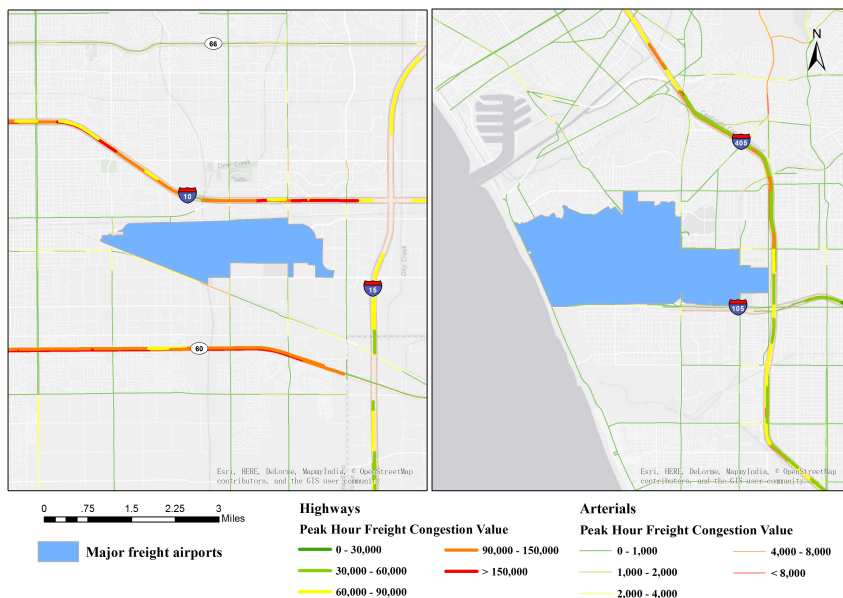 66
N
405
Deer Creek
10
Day Creek
15
105
60
Esri, HERE, DeLorme, MapmyIndia, © OpenStreetMap
contributors, and the GIS user community
Esri, HERE, DeLorme, MapmyIndia, © OpenStreetMap
contributors, and the GIS user community
0 .75 1.5 2.25 3
Miles
Major freight airports
Highways
Peak Hour Freight Congestion Value
0 - 30,000
30,000 - 60,000
60,000 - 90,000
90,000 - 150,000
> 150,000
Arterials
Peak Hour Freight Congestion Value
0 - 1,000
1,000 - 2,000
2,000 - 4,000
4,000 - 8,000
< 8,000